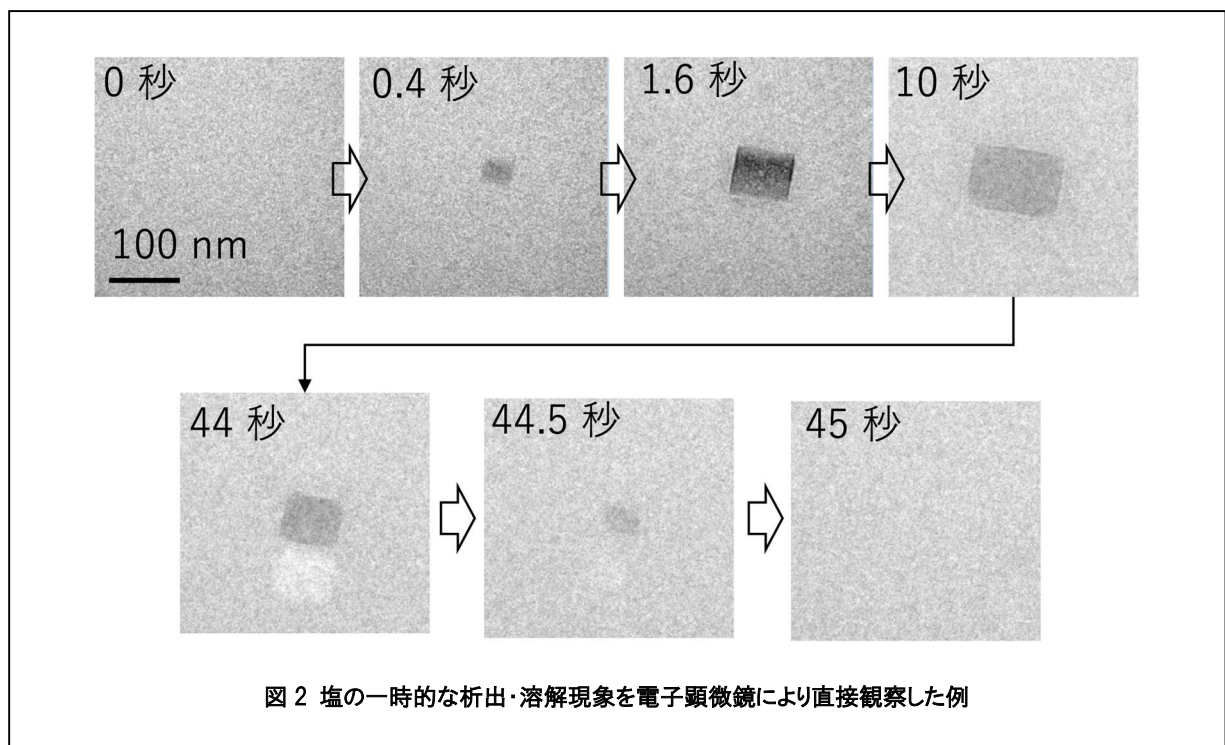 0 秒
0.4 秒
1.6 秒
10 秒
100 nm
44 秒
44.5 秒
45 秒
図 2 塩の一時的な析出・溶解現象を電子顕微鏡により直接観察した例